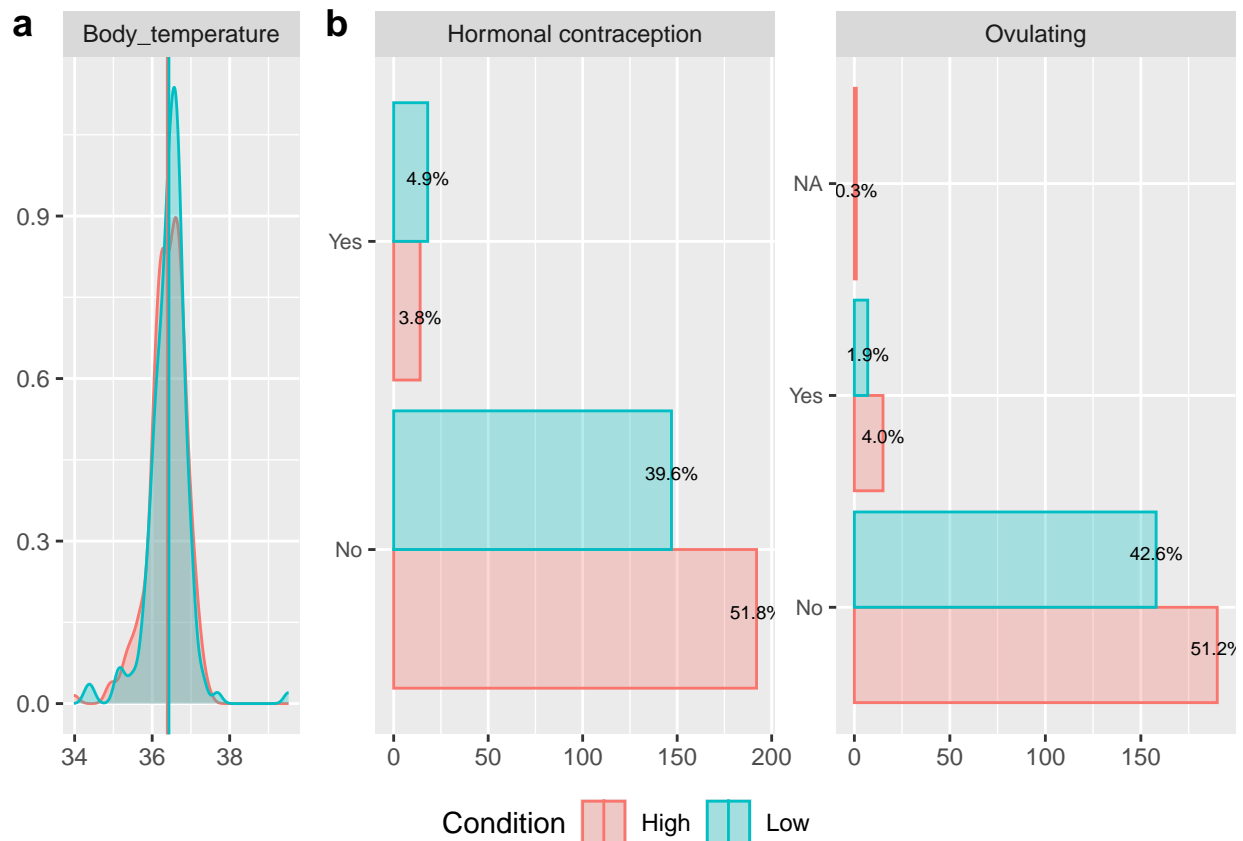 a
Body_temperature
0.9
0.6
0.3
0.0
34 36 38
b
Hormonal contraception
Yes
No
4.9%
3.8%
39.6%
51.8%
0 50 100 150 200
Ovulating
NA
Yes
No
0.3%
1.9%
4.0%
42.6%
51.2%
0 50 100 150
Condition High Low